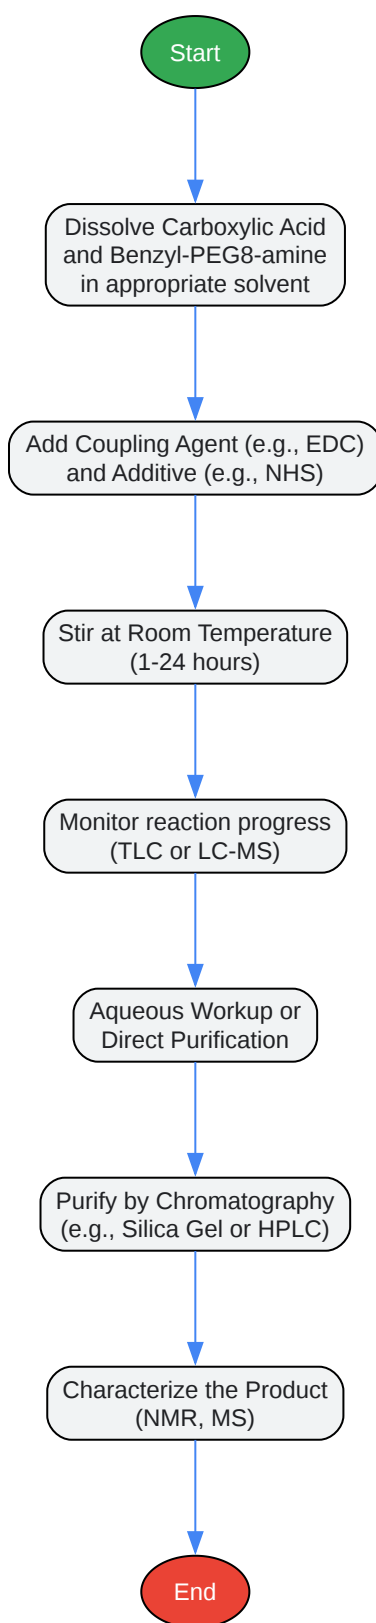 Start
Dissolve Carboxylic Acid
and Benzyl-PEG8-amine
in appropriate solvent
Add Coupling Agent (e.g., EDC)
and Additive (e.g., NHS)
Stir at Room Temperature
(1-24 hours)
Monitor reaction progress
(TLC or LC-MS)
Aqueous Workup or
Direct Purification
Purify by Chromatography
(e.g., Silica Gel or HPLC)
Characterize the Product
(NMR, MS)
End